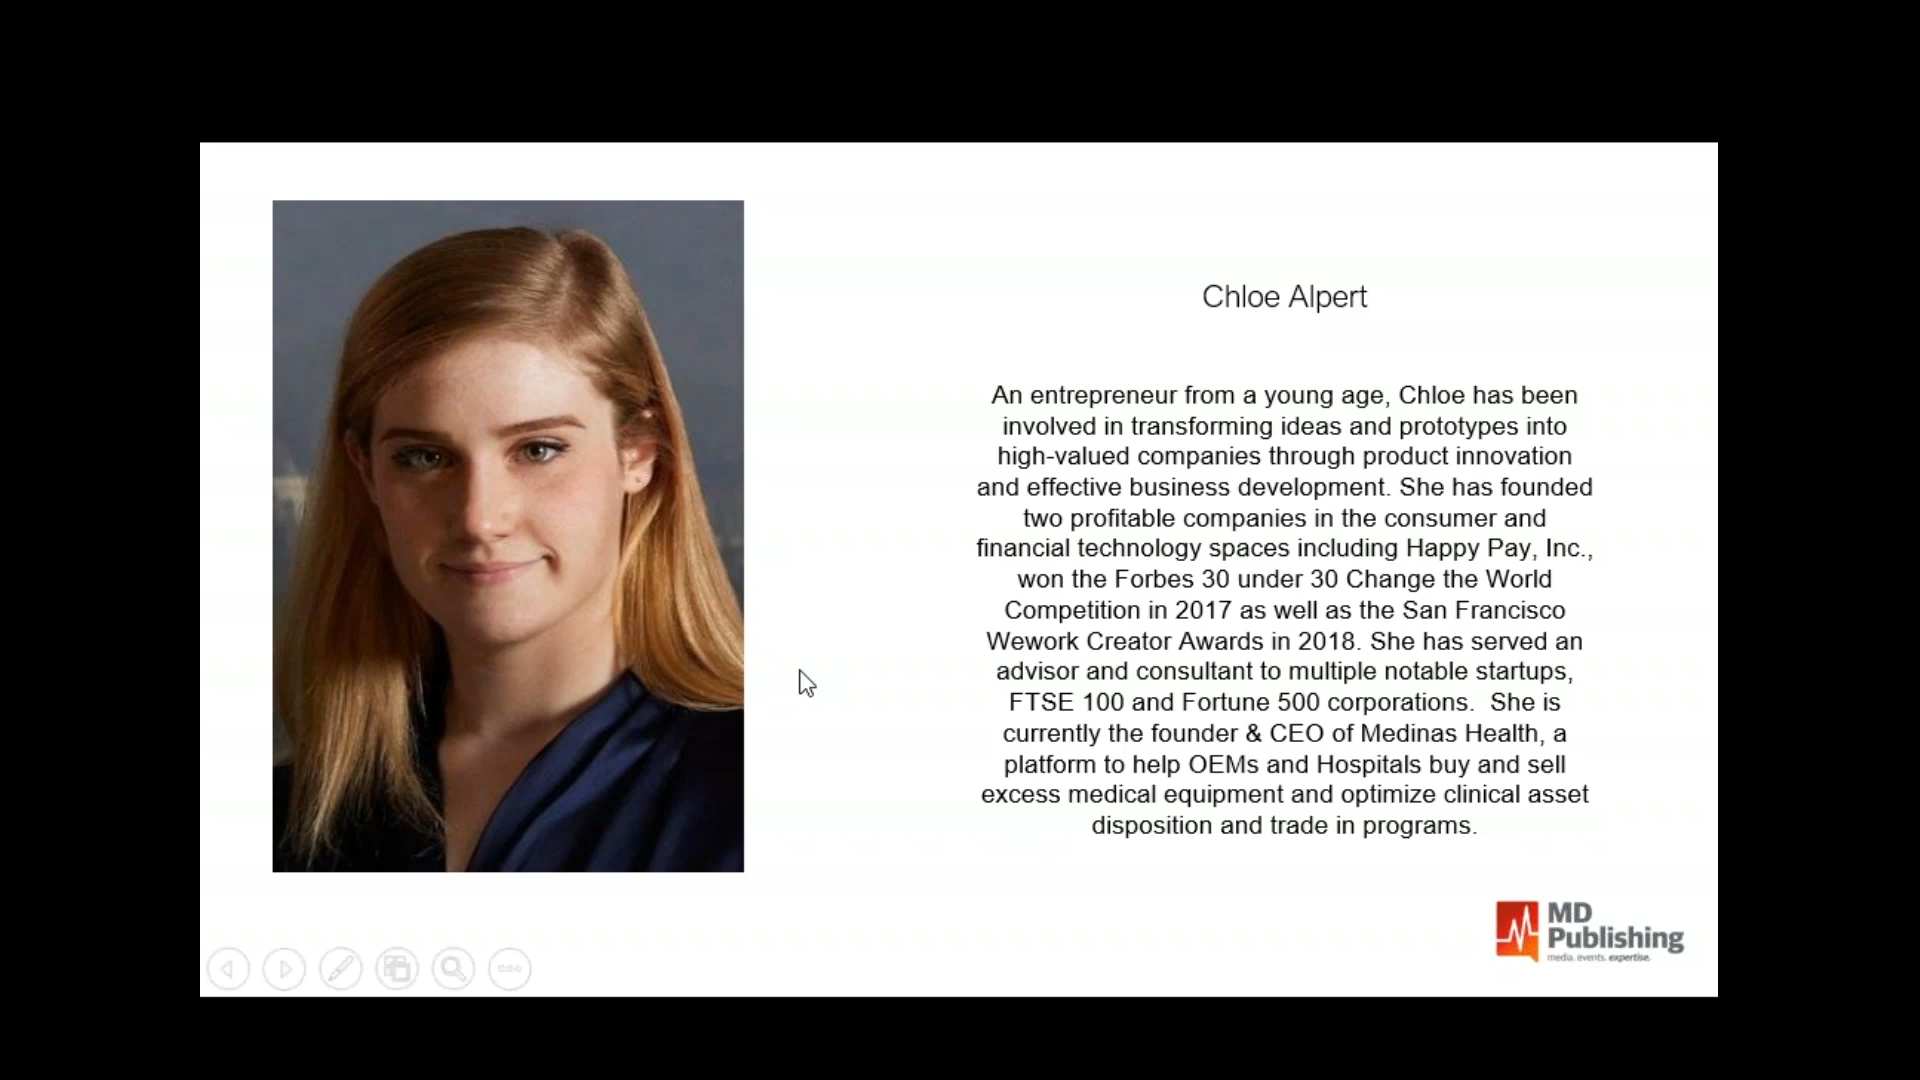 Chloe Alpert
An entrepreneur from a young age, Chloe has been
involved in transforming ideas and prototypes into
high-valued companies through product innovation
and effective business development. She has founded
two profitable companies in the consumer and
financial technology spaces including Happy Pay, Inc.,
won the Forbes 30 under 30 Change the World
Competition in 2017 as well as the San Francisco
Wework Creator Awards in 2018. She has served an
advisor and consultant to multiple notable startups,
FTSE 100 and Fortune 500 corporations.  She is
currently the founder & CEO of Medinas Health, a
platform to help OEMs and Hospitals buy and sell
excess medical equipment and optimize clinical asset
disposition and trade in programs.
MD
Publishing
media. events. expertise.